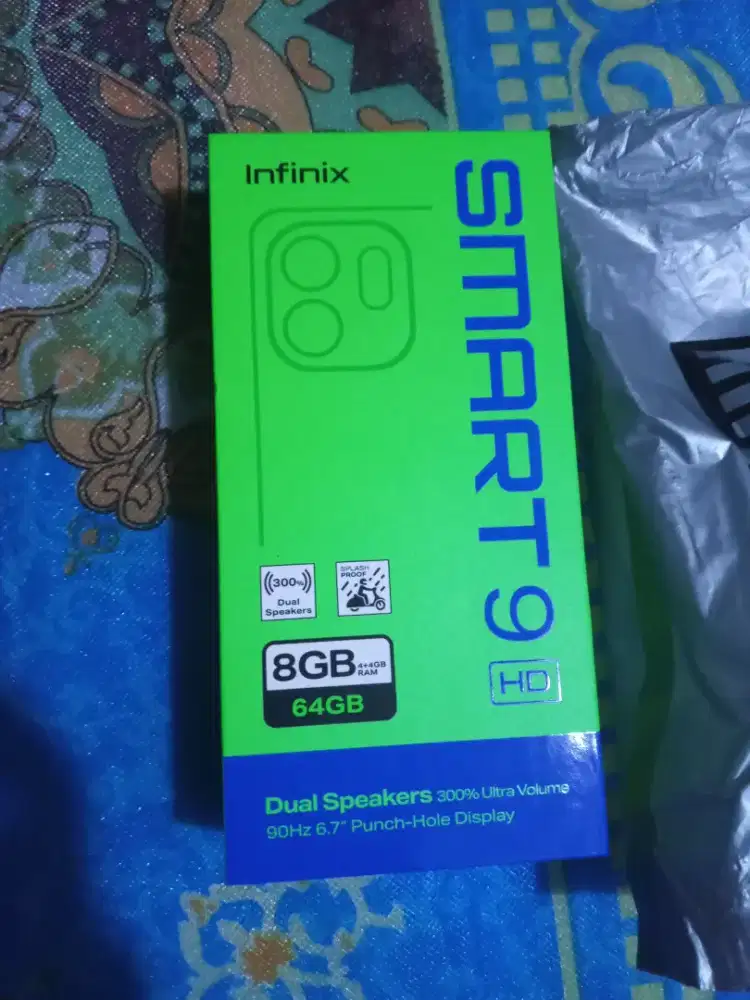 Infinix
SMART 9
HD
300%
Dual
Speakers
SPLASH
PROOF
8GB 4+4GB
RAM
64GB
Dual Speakers 300% Ultra Volume
90Hz 6.7" Punch-Hole Display